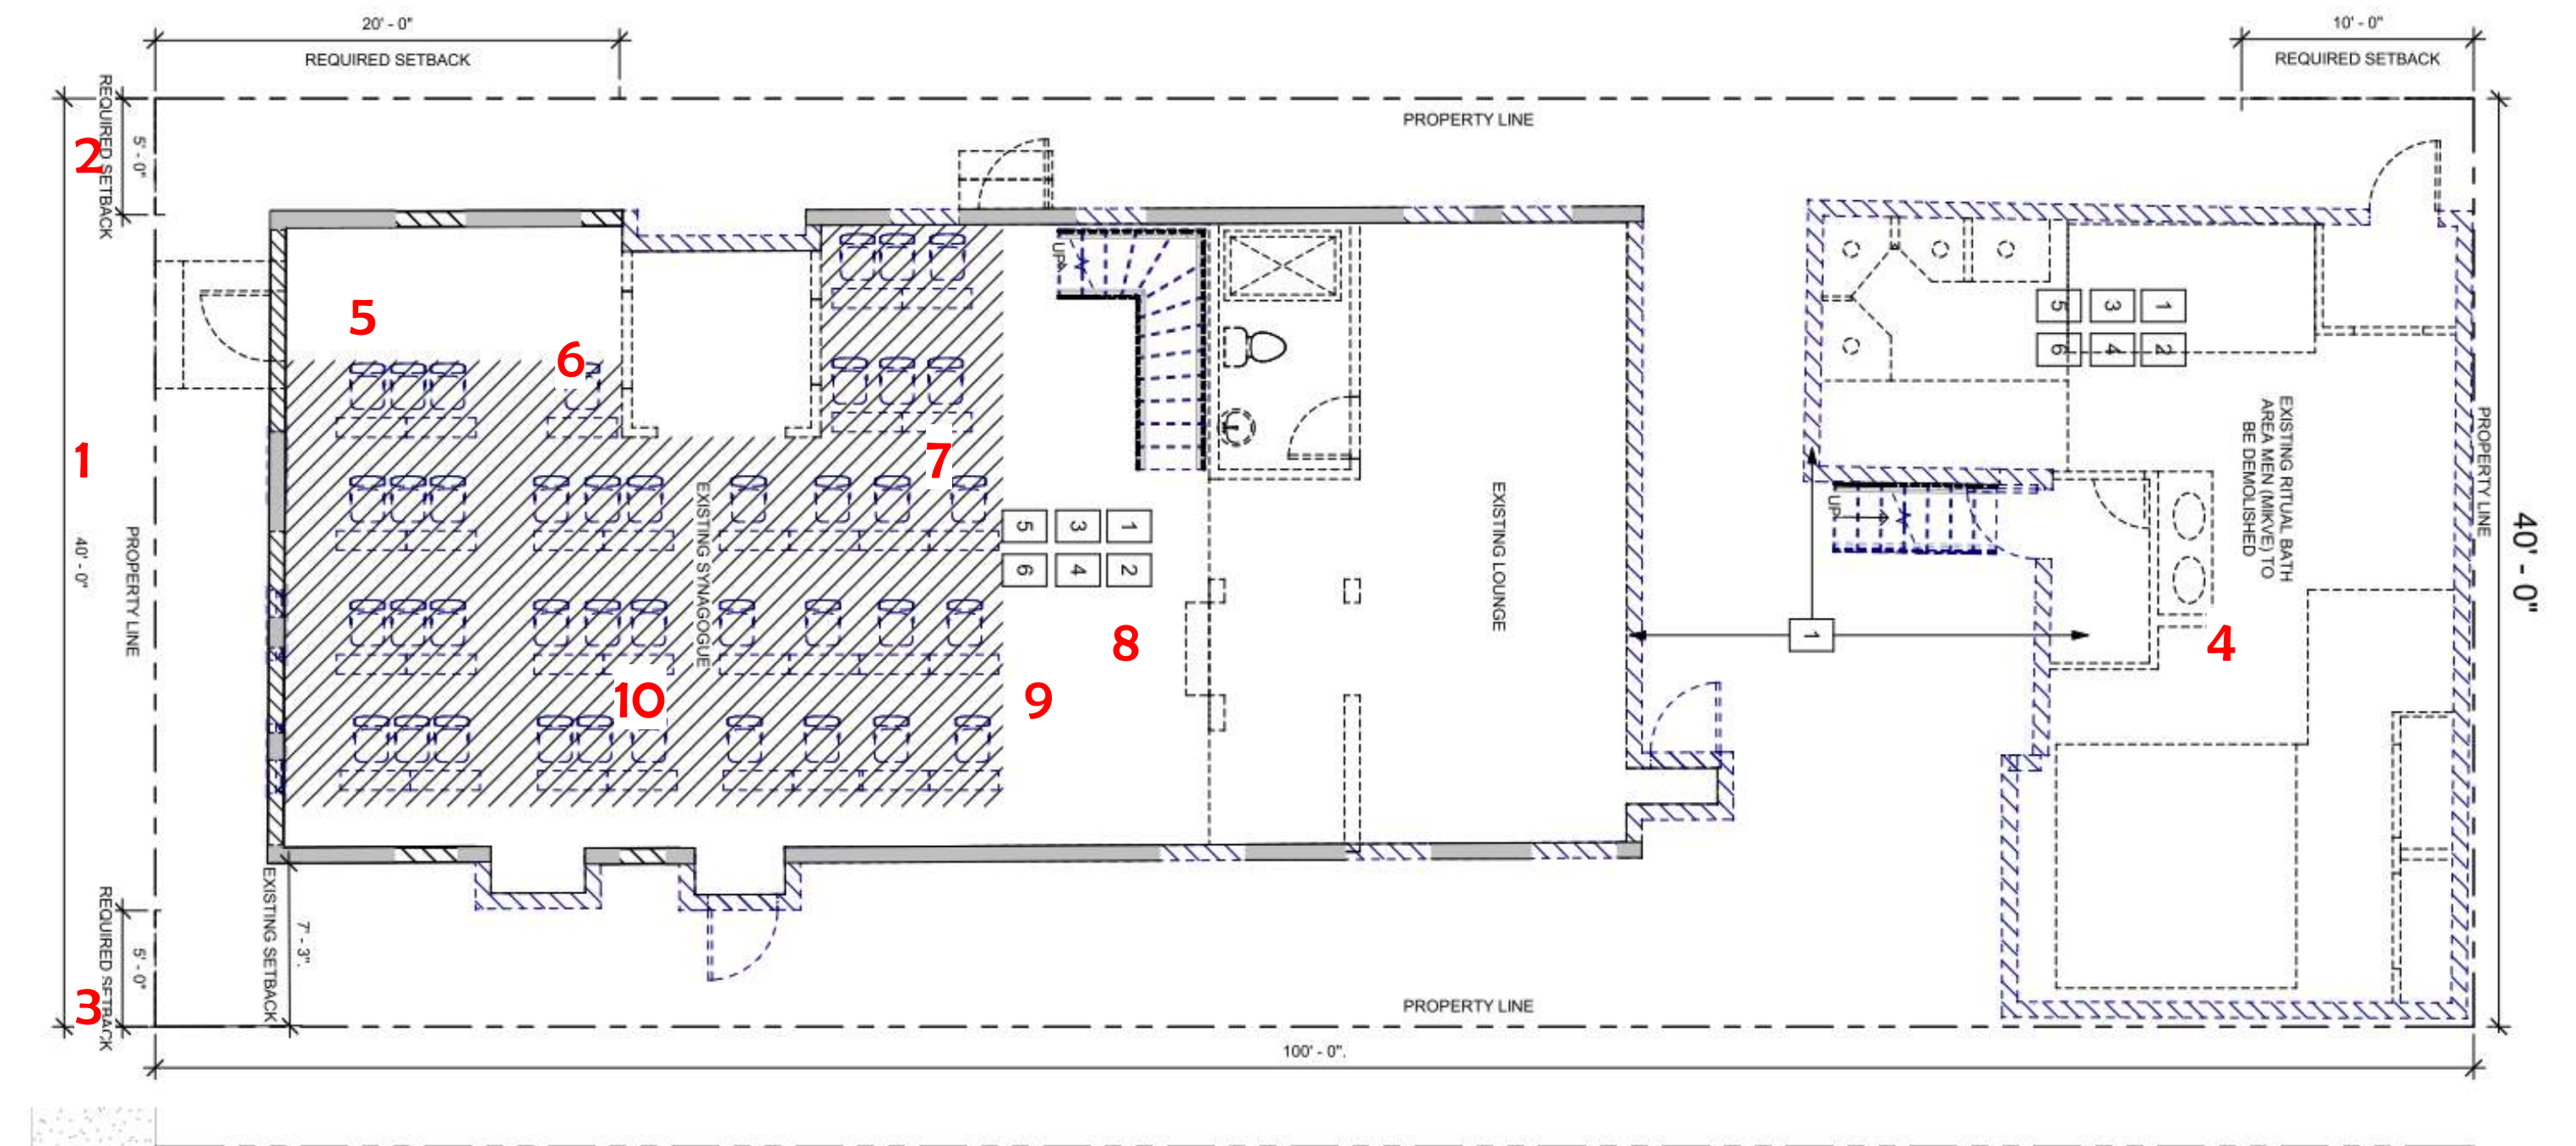 20' - 0"
REQUIRED SETBACK
10' - 0"
REQUIRED SETBACK
REQUIRED SETBACK
5' - 0"
2
PROPERTY LINE
1
40' - 0"
PROPERTY LINE
5
6
7
UP
EXISTING SYNAGOGUE
5 3 1
6 4 2
8
9
10
EXISTING LOUNGE
5 3 1
6 4 2
EXISTING RITUAL BATH
AREA MEN (MIKVE) TO
BE DEMOLISHED
UP
1
4
PROPERTY LINE
40' - 0"
REQUIRED SETBACK
5' - 0"
3
EXISTING SETBACK
7' - 3".
PROPERTY LINE
100' - 0".